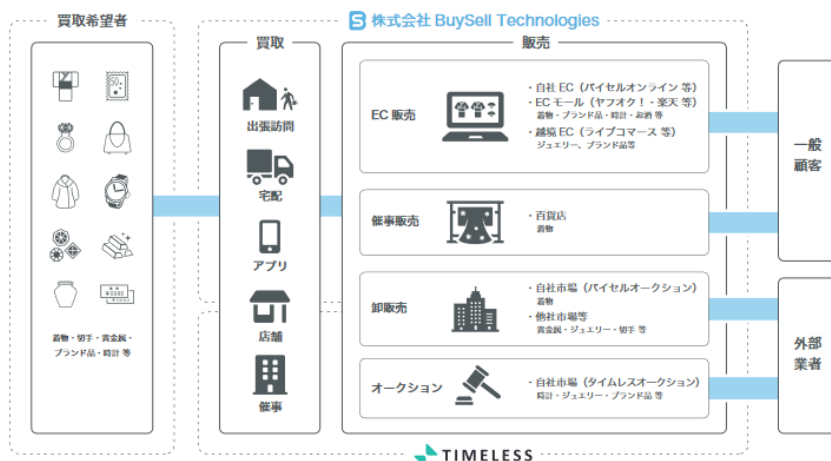 買取希望者
着物・切手・貴金属・
ブランド品・時計 等
株式会社 BuySell Technologies
買取
出張訪問
宅配
アプリ
店舗
催事
販売
EC 販売
・自社 EC（バイセルオンライン 等）
・EC モール（ヤフオク！・楽天 等）
着物・ブランド品・時計・お酒 等
・越境 EC（ライブコマース 等）
ジュエリー、ブランド品等
催事販売
・百貨店
着物
卸販売
・自社市場（バイセルオークション）
着物
・他社市場等
貴金属・ジュエリー・切手 等
オークション
・自社市場（タイムレスオークション）
時計・ジュエリー・ブランド品 等
一般
顧客
外部
業者
TIMELESS